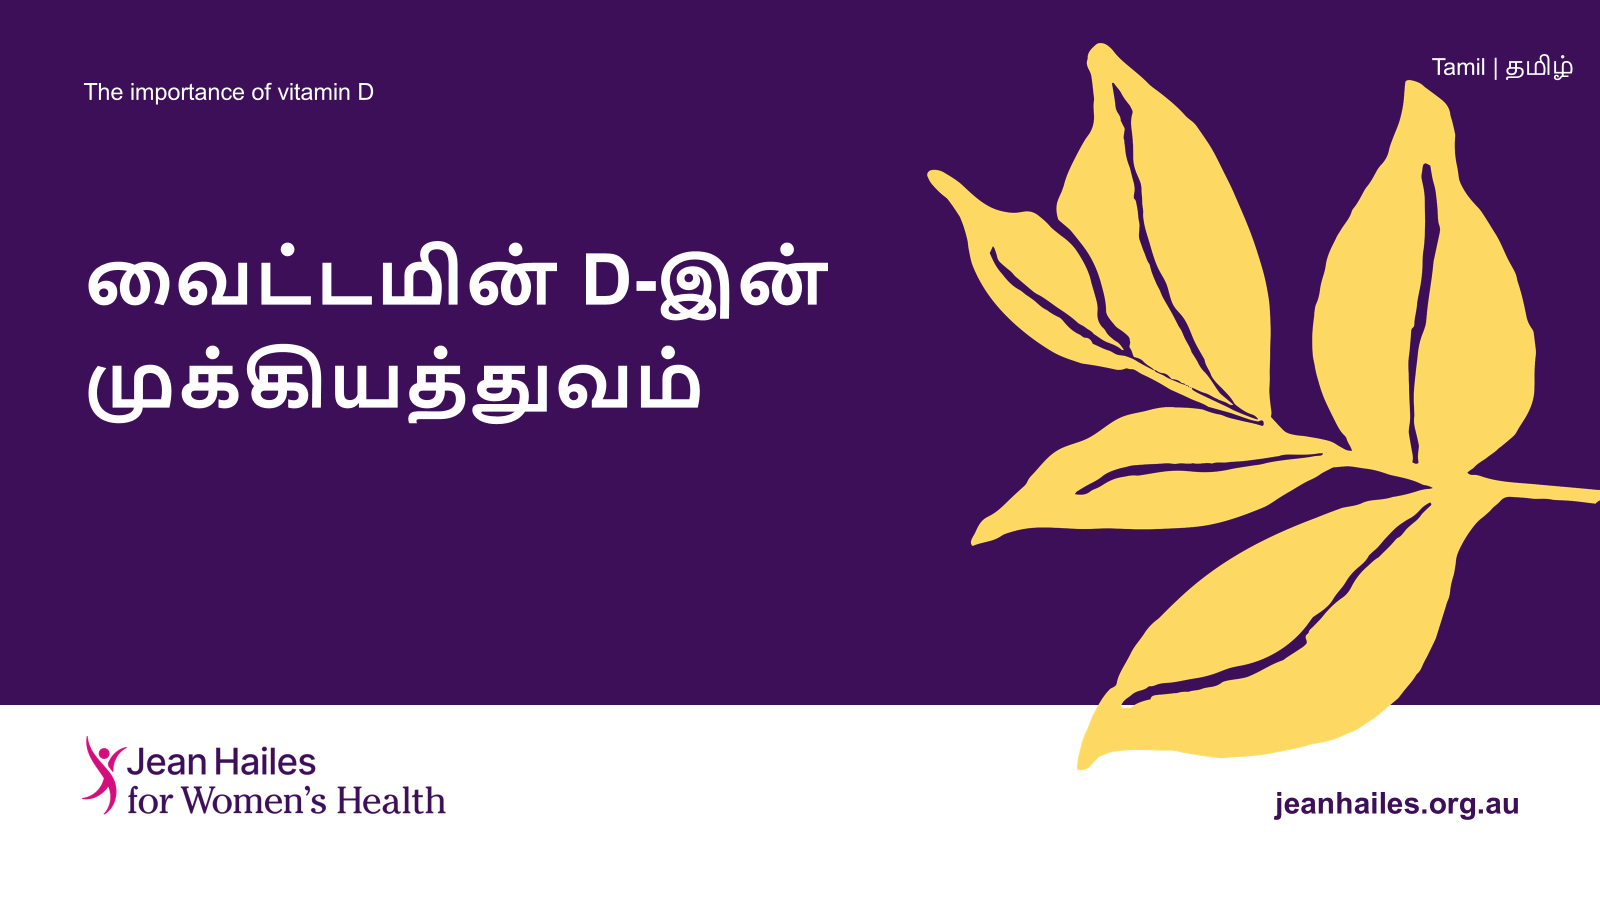 The importance of vitamin D
Tamil | தமிழ்
வைட்டமின் D-இன்
முக்கியத்துவம்
Jean Hailes
for Women's Health
jeanhailes.org.au